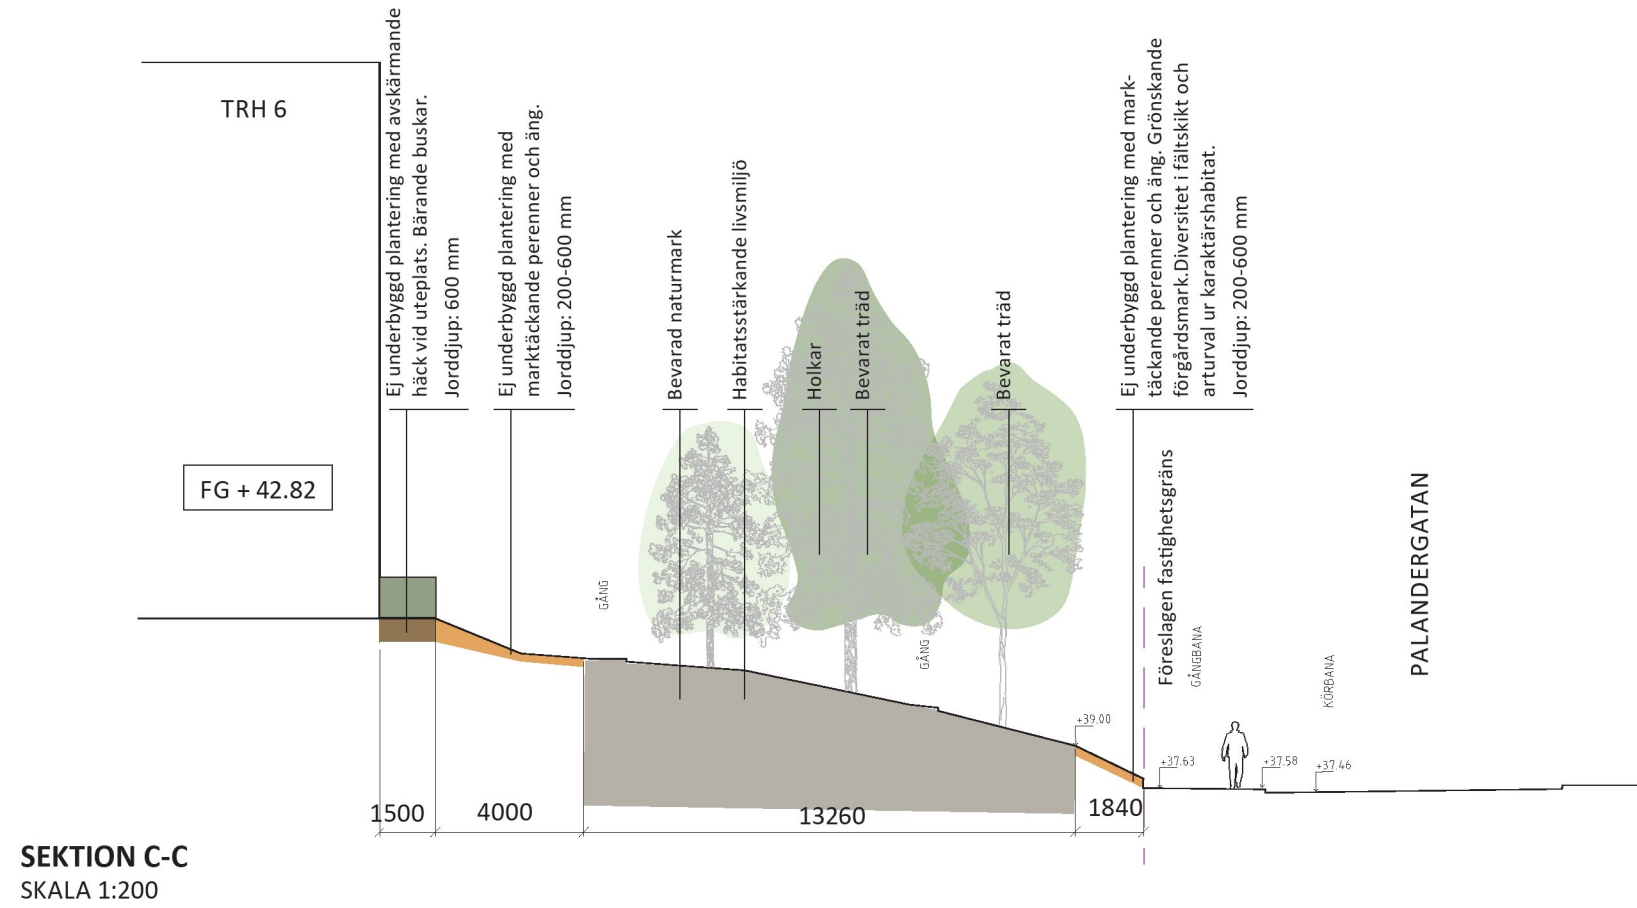 TRH 6
FG + 42.82
Ej underbyggd plantering med avskärmande
häck vid uteplats. Bärande buskar.
Jorddjup: 600 mm
Ej underbyggd plantering med
marktäckande perenner och äng.
Jorddjup: 200-600 mm
GÅNG
Bevarad naturmark
Habitatsstärkande livsmiljö
Holkar
Bevarat träd
GÅNG
Bevarat träd
Ej underbyggd plantering med mark-
täckande perenner och äng. Grönskande
förgårdsmark.Diversitet i fältskikt och
arturval ur karaktärshabitat.
Jorddjup: 200-600 mm
Föreslagen fastighetsgräns
GÅNGBANA
KÖRBANA
PALANDERGATAN
+39.00
+37.63
+37.58
+37.46
1500
4000
13260
1840
SEKTION C-C
SKALA 1:200